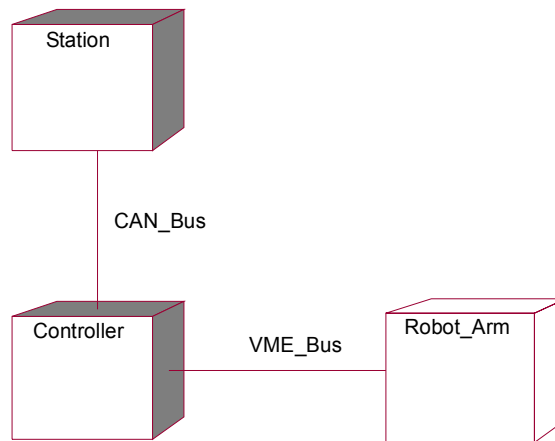 Station
CAN_Bus
Controller
VME_Bus
Robot_Arm